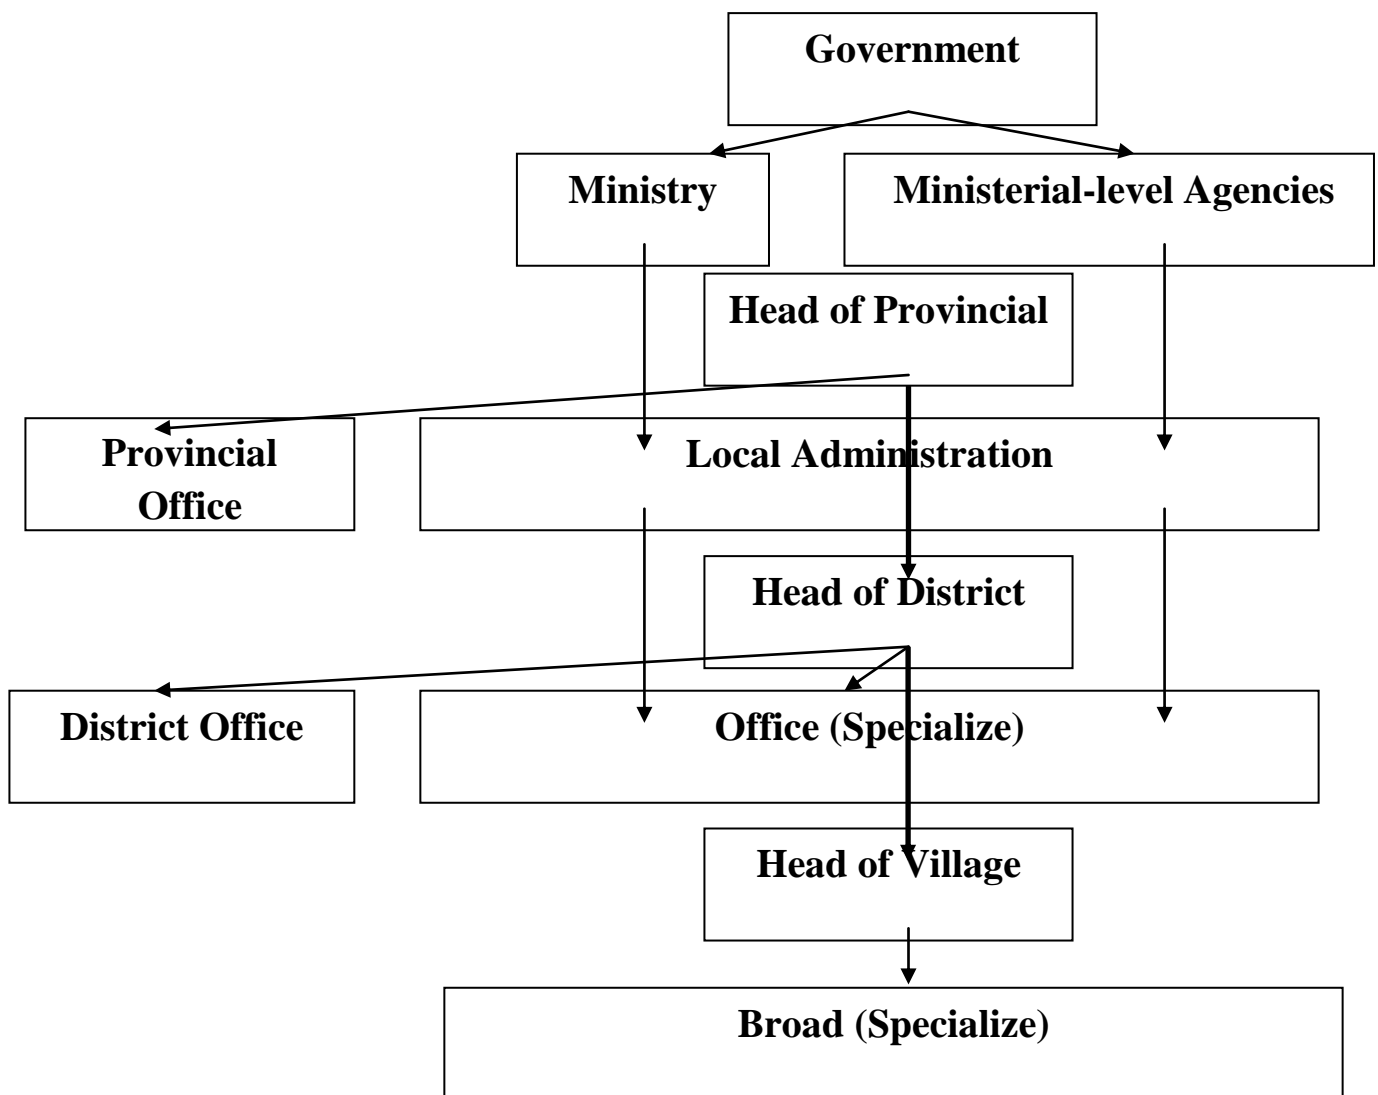 Government
Ministry
Ministerial-level Agencies
Head of Provincial
Provincial
Office
Local Administration
Head of District
District Office
Office (Specialize)
Head of Village
Broad (Specialize)